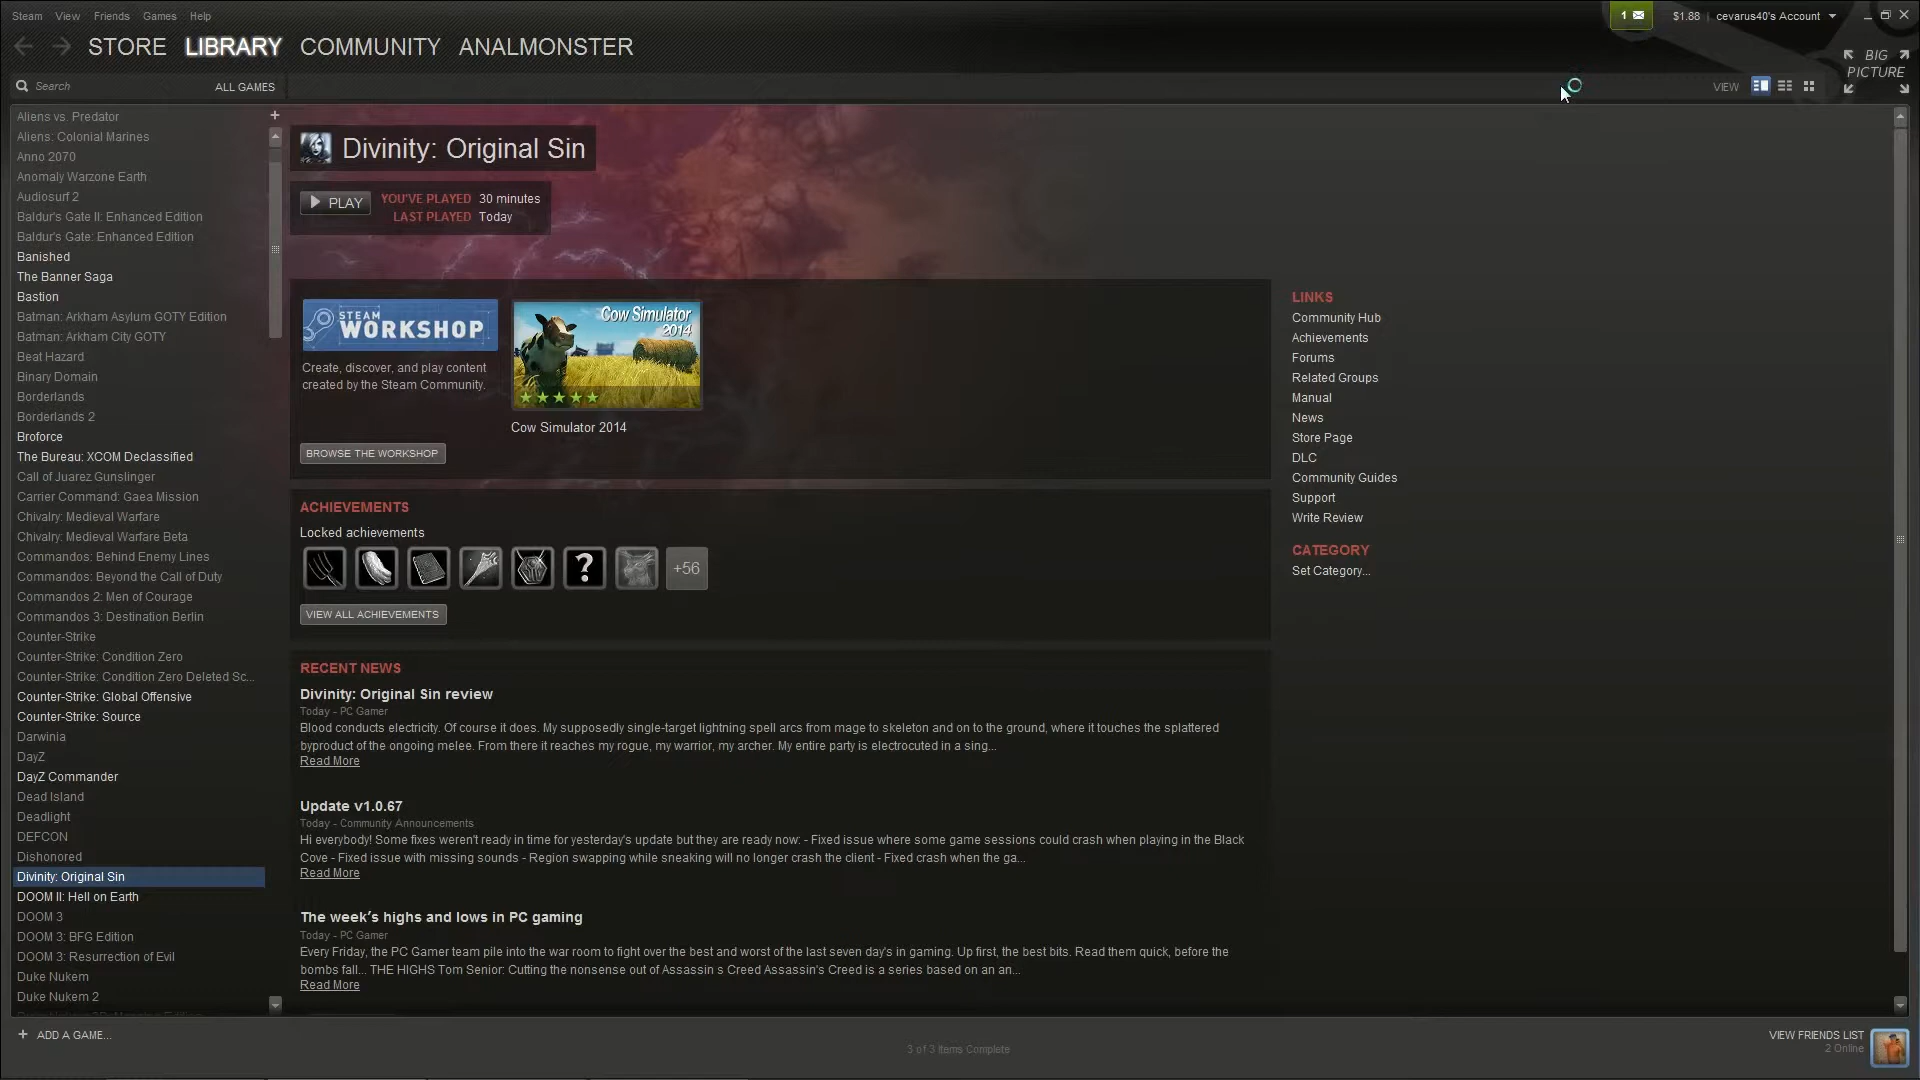 Steam View Friends Games Help
1 $1.88 cevarus40's Account
STORE LIBRARY COMMUNITY ANALMONSTER
BIG PICTURE
Search ALL GAMES
VIEW
Aliens vs. Predator
Aliens: Colonial Marines
Anno 2070
Anomaly Warzone Earth
Audiosurf 2
Baldur's Gate II: Enhanced Edition
Baldur's Gate: Enhanced Edition
Banished
The Banner Saga
Bastion
Batman: Arkham Asylum GOTY Edition
Batman: Arkham City GOTY
Beat Hazard
Binary Domain
Borderlands
Borderlands 2
Broforce
The Bureau: XCOM Declassified
Call of Juarez Gunslinger
Carrier Command: Gaea Mission
Chivalry: Medieval Warfare
Chivalry: Medieval Warfare Beta
Commandos: Behind Enemy Lines
Commandos: Beyond the Call of Duty
Commandos 2: Men of Courage
Commandos 3: Destination Berlin
Counter-Strike
Counter-Strike: Condition Zero
Counter-Strike: Condition Zero Deleted Sc...
Counter-Strike: Global Offensive
Counter-Strike: Source
Darwinia
DayZ
DayZ Commander
Dead Island
Deadlight
DEFCON
Dishonored
Divinity: Original Sin
DOOM II: Hell on Earth
DOOM 3
DOOM 3: BFG Edition
DOOM 3: Resurrection of Evil
Duke Nukem
Duke Nukem 2
+ ADD A GAME...
Divinity: Original Sin
PLAY
YOU'VE PLAYED 30 minutes
LAST PLAYED Today
STEAM WORKSHOP
Create, discover, and play content
created by the Steam Community.
BROWSE THE WORKSHOP
Cow Simulator
2014
Cow Simulator 2014
ACHIEVEMENTS
Locked achievements
?
+56
VIEW ALL ACHIEVEMENTS
RECENT NEWS
Divinity: Original Sin review
Today - PC Gamer
Blood conducts electricity. Of course it does. My supposedly single-target lightning spell arcs from mage to skeleton and on to the ground, where it touches the splattered
byproduct of the ongoing melee. From there it reaches my rogue, my warrior, my archer. My entire party is electrocuted in a sing...
Read More
Update v1.0.67
Today - Community Announcements
Hi everybody! Some fixes weren't ready in time for yesterday's update but they are ready now: - Fixed issue where some game sessions could crash when playing in the Black
Cove - Fixed issue with missing sounds - Region swapping while sneaking will no longer crash the client - Fixed crash when the ga...
Read More
The week's highs and lows in PC gaming
Today - PC Gamer
Every Friday, the PC Gamer team pile into the war room to fight over the best and worst of the last seven day's in gaming. Up first, the best bits. Read them quick, before the
bombs fall... THE HIGHS Tom Senior: Cutting the nonsense out of Assassin s Creed Assassin's Creed is a series based on an an...
Read More
LINKS
Community Hub
Achievements
Forums
Related Groups
Manual
News
Store Page
DLC
Community Guides
Support
Write Review
CATEGORY
Set Category...
3 of 3 Items Complete
VIEW FRIENDS LIST
2 Online